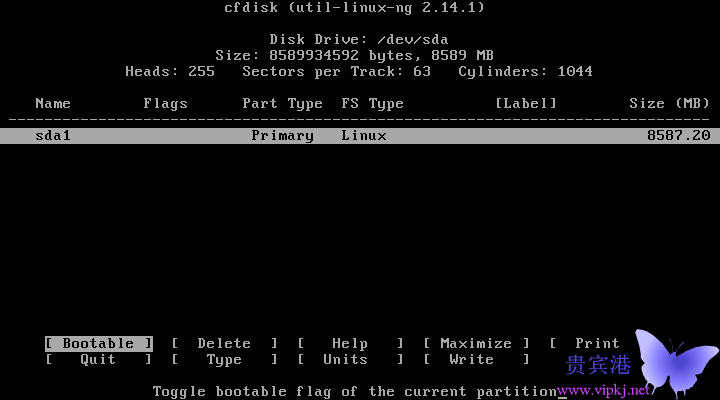 cfdisk (util-linux-ng 2.14.1)
Disk Drive: /dev/sda
Size: 8589934592 bytes, 8589 MB
Heads: 255 Sectors per Track: 63 Cylinders: 1044
Name Flags Part Type FS Type [Label] Size (MB)
sda1 Primary Linux 8587.20
[ Bootable ] [ Delete ] [ Help ] [ Maximize ] [ Print
[ Quit ] [ Type ] [ Units ] [ Write ]
Toggle bootable flag of the current partition_
贵宾港
www.vipkj.net